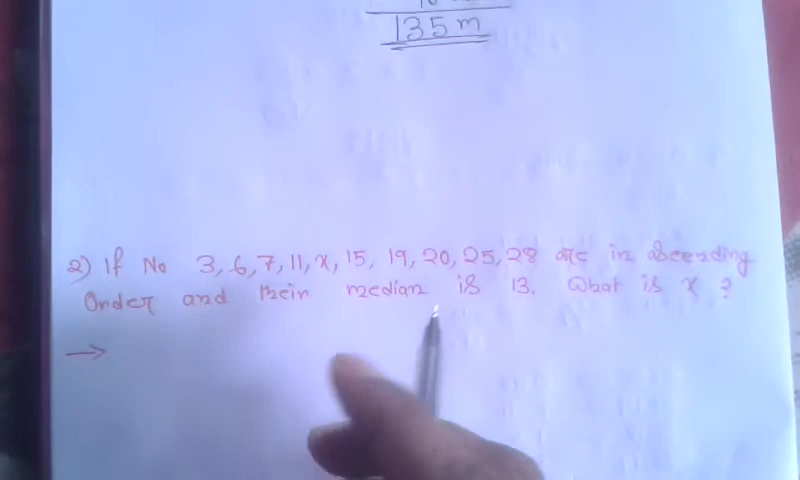 135 m
2) If No 3, 6, 7, 11, x, 15, 19, 20, 25, 28 are in ascending
Order and their median is 13. What is x ?
→